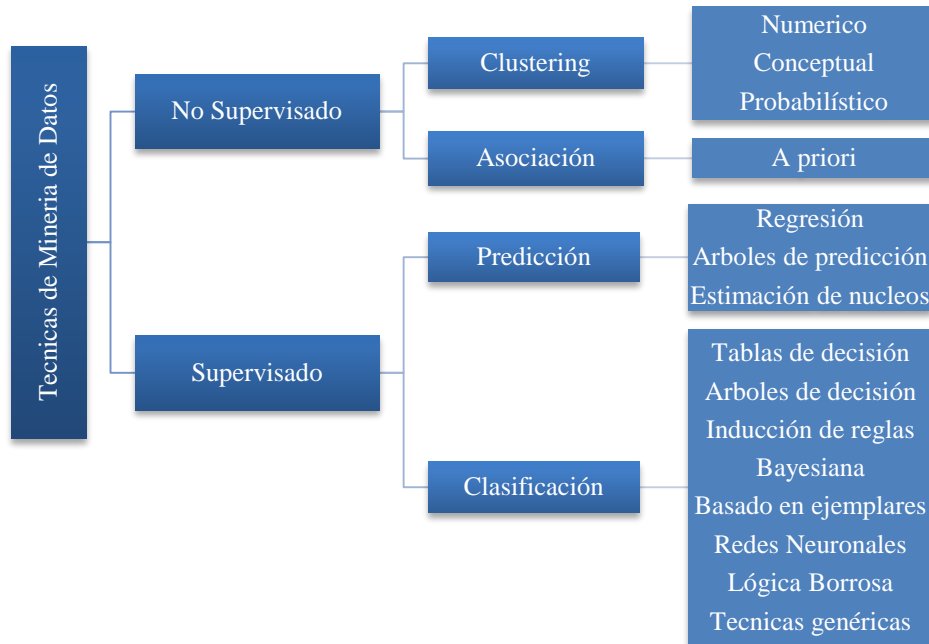 Tecnicas de Mineria de Datos
No Supervisado
Clustering
Numerico
Conceptual
Probabilístico
Asociación
A priori
Supervisado
Predicción
Regresión
Arboles de predicción
Estimación de nucleos
Clasificación
Tablas de decisión
Arboles de decisión
Inducción de reglas
Bayesiana
Basado en ejemplares
Redes Neuronales
Lógica Borrosa
Tecnicas genéricas